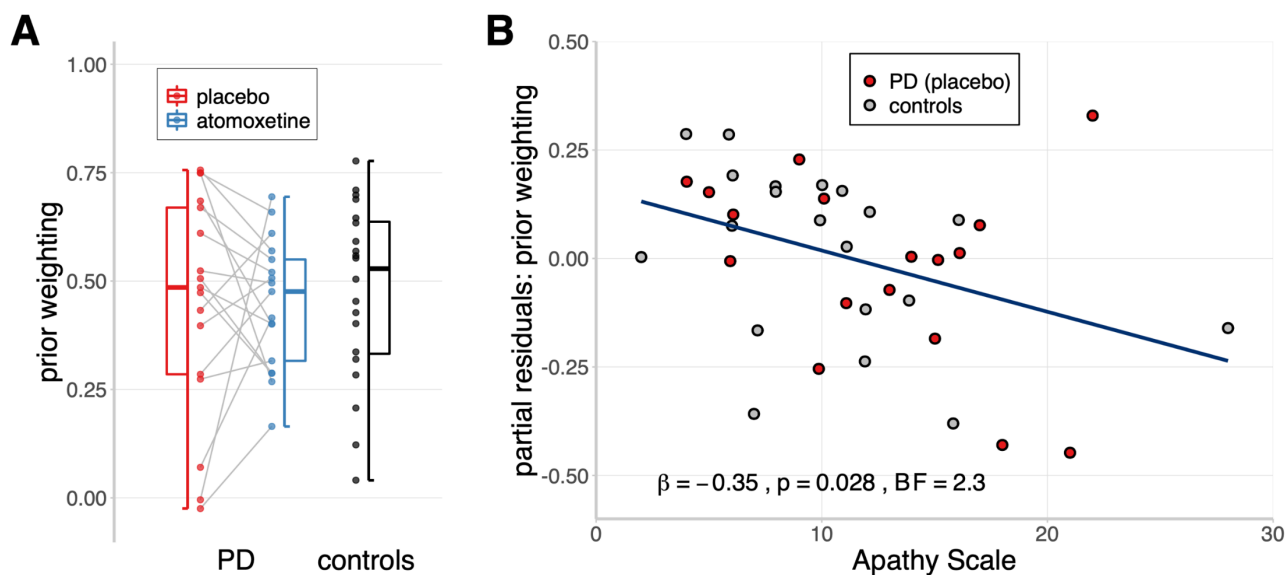 A
prior weighting
1.00
0.75
0.50
0.25
0.00
placebo
atomoxetine
PD
controls
B
partial residuals: prior weighting
0.50
0.25
0.00
-0.25
-0.50
PD (placebo)
controls
β = −0.35 , p = 0.028 , BF = 2.3
0
10
20
30
Apathy Scale